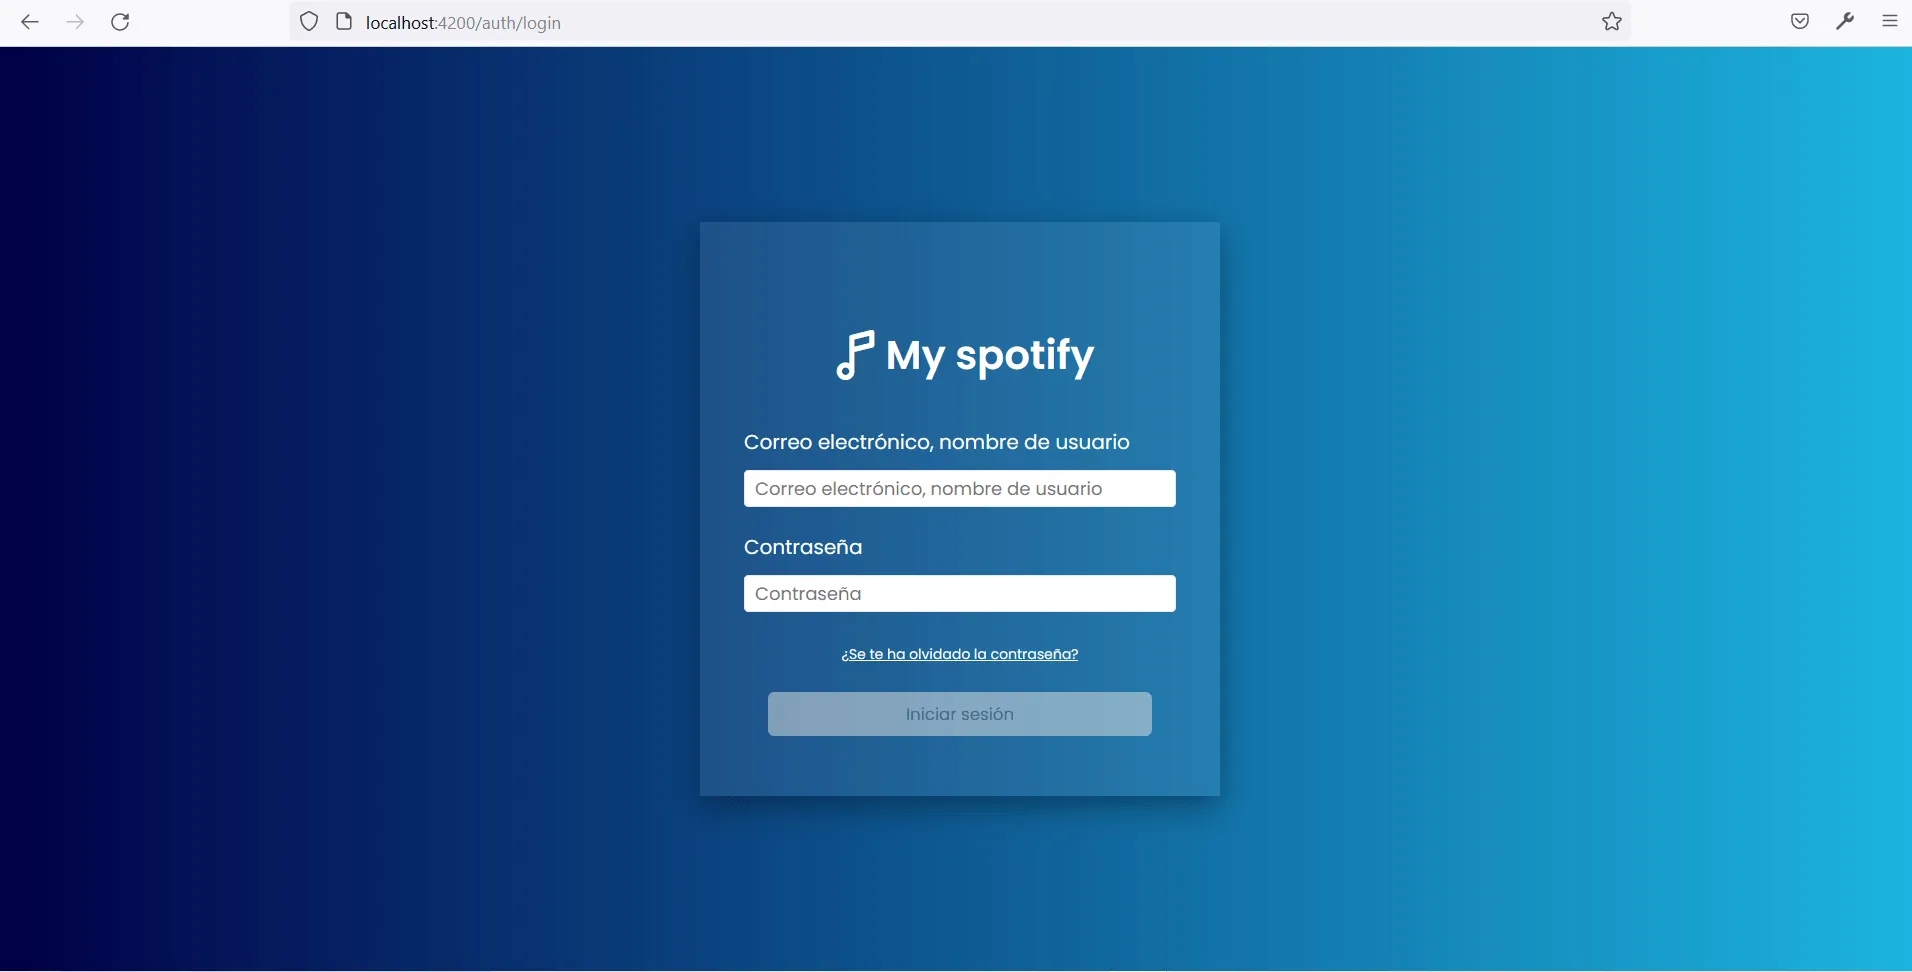 localhost:4200/auth/login
My spotify
Correo electrónico, nombre de usuario
Correo electrónico, nombre de usuario
Contraseña
Contraseña
¿Se te ha olvidado la contraseña?
Iniciar sesión